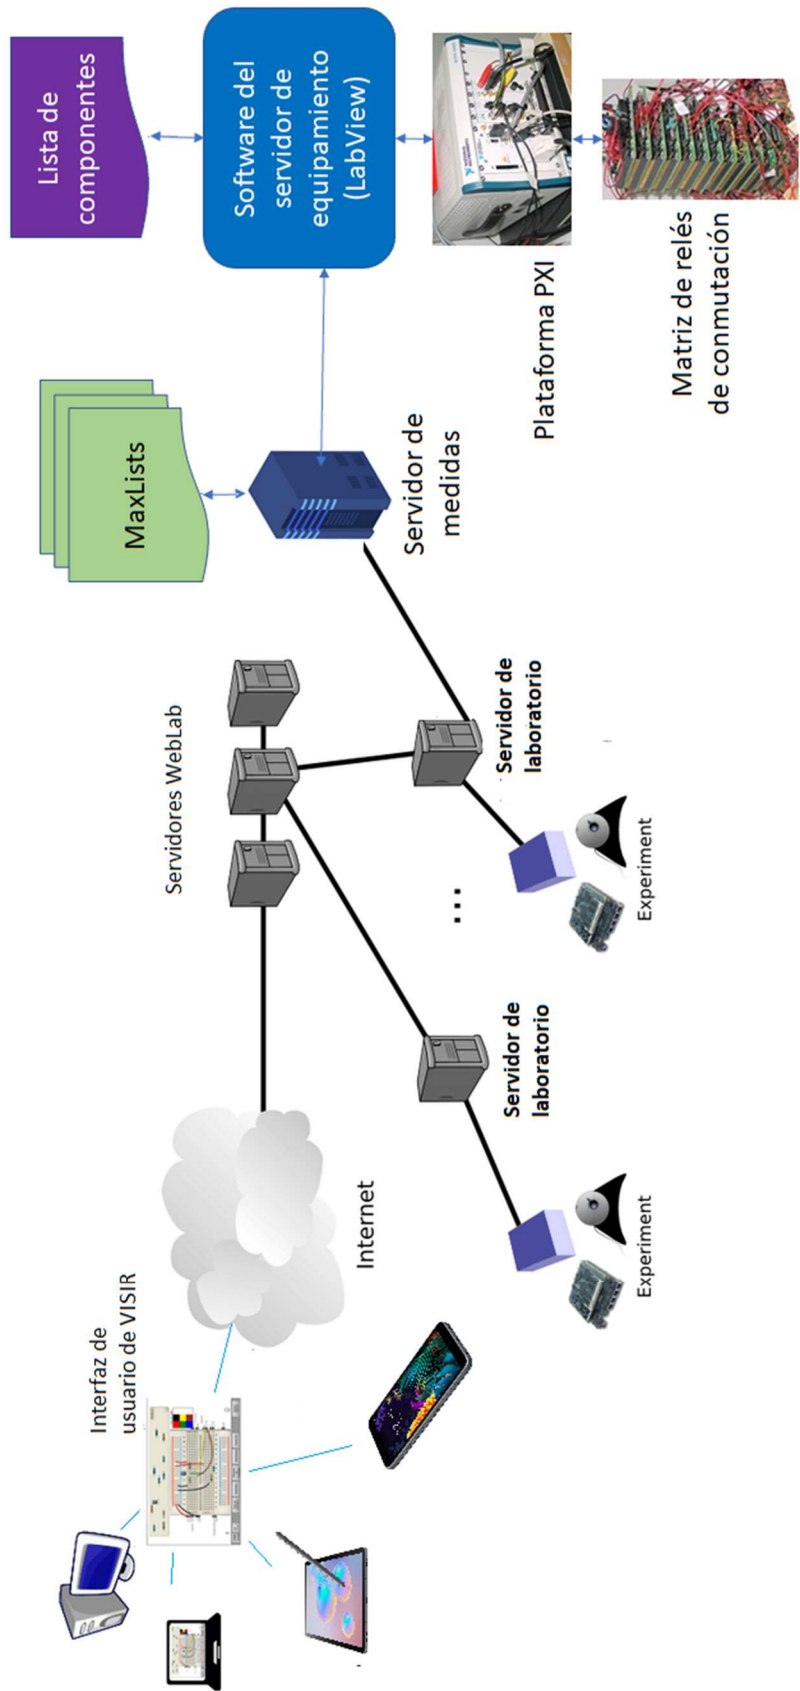 Interfaz de
usuario de VISIR
Internet
Servidores WebLab
Servidor de
laboratorio
Experiment
...
Servidor de
laboratorio
Experiment
MaxLists
Servidor de
medidas
Lista de
componentes
Software del
servidor de
equipamiento
(LabView)
Plataforma PXI
Matriz de relés
de conmutación